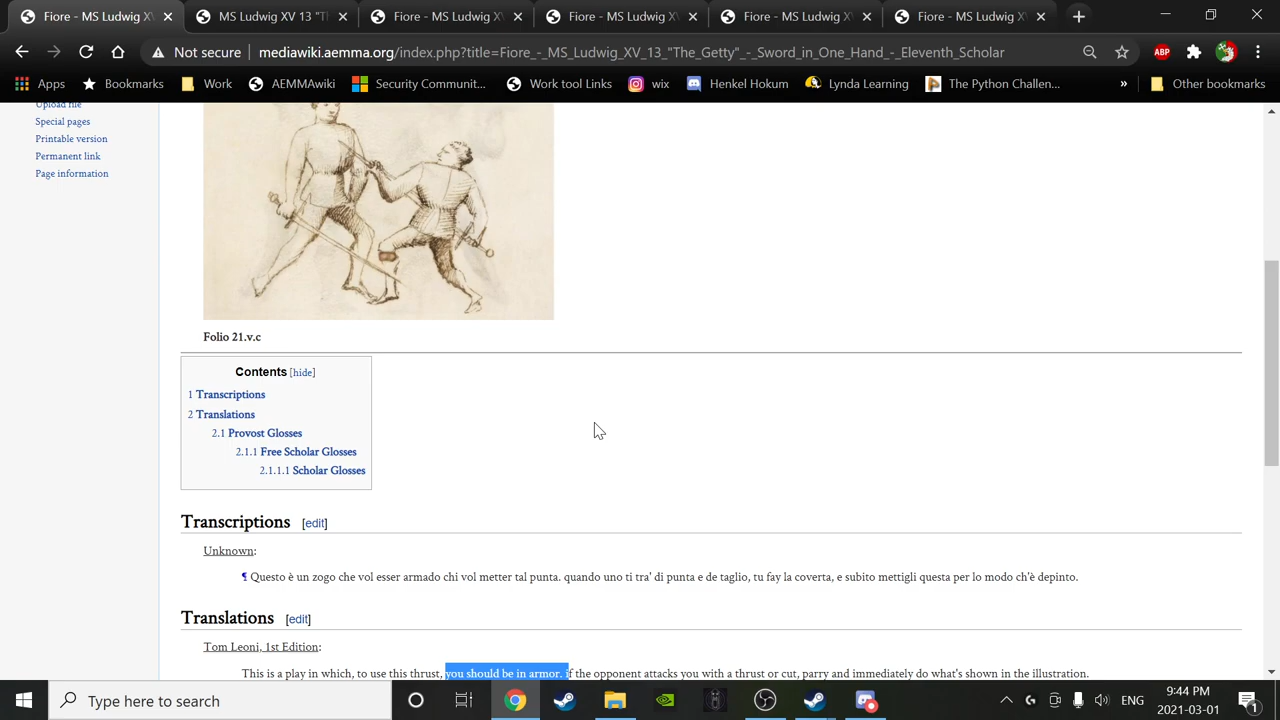 Fiore - MS Ludwig XV
MS Ludwig XV 13 "Th
Fiore - MS Ludwig XV
Fiore - MS Ludwig XV
Fiore - MS Ludwig XV
Fiore - MS Ludwig XV
Not secure
mediawiki.aemma.org/index.php?title=Fiore_-_MS_Ludwig_XV_13_"The_Getty"_-_Sword_in_One_Hand_-_Eleventh_Scholar
ABP
Apps
Bookmarks
Work
AEMMAwiki
Security Communit...
Work tool Links
wix
Henkel Hokum
Lynda Learning
The Python Challen...
»
Other bookmarks
Upload file
Special pages
Printable version
Permanent link
Page information
Folio 21.v.c
Contents [hide]
1 Transcriptions
2 Translations
2.1 Provost Glosses
2.1.1 Free Scholar Glosses
2.1.1.1 Scholar Glosses
Transcriptions [edit]
Unknown:
¶ Questo è un zogo che vol esser armado chi vol metter tal punta. quando uno ti tra' di punta e de taglio, tu fay la coverta, e subito mettigli questa per lo modo ch'è depinto.
Translations [edit]
Tom Leoni, 1st Edition:
This is a play in which, to use this thrust, you should be in armor. if the opponent attacks you with a thrust or cut, parry and immediately do what's shown in the illustration.
Type here to search
ENG
9:44 PM
2021-03-01
1